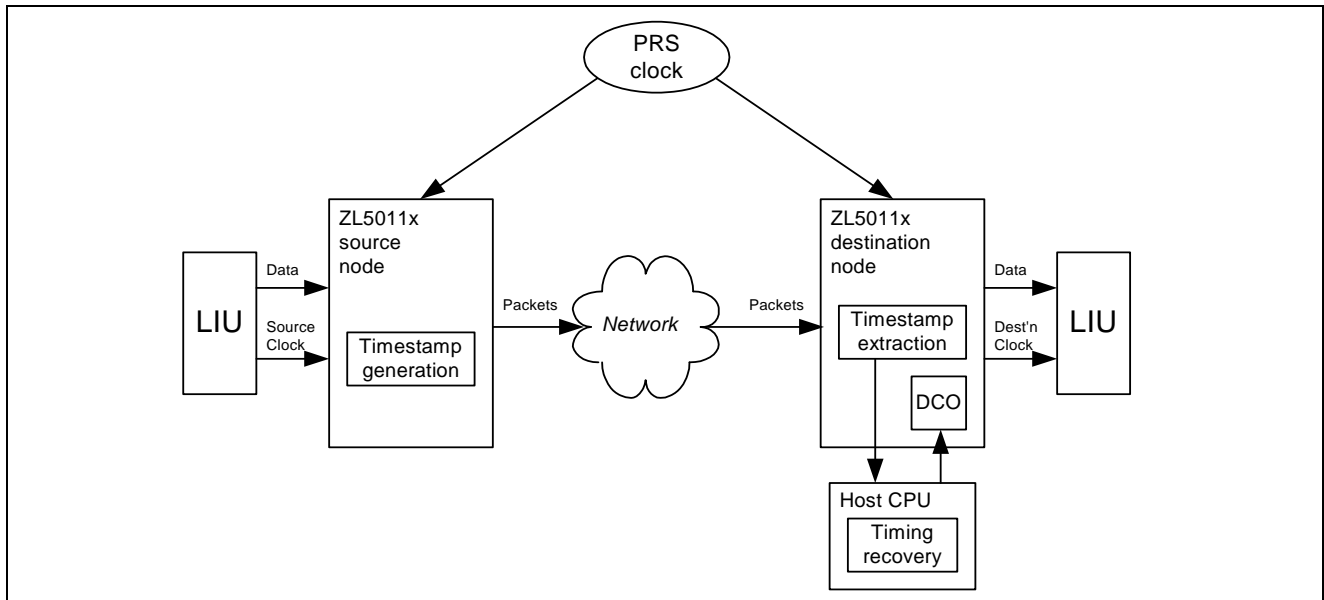 PRS
clock
ZL5011x
source
node
ZL5011x
destination
node
LIU
Data
Source
Clock
Timestamp
generation
Packets
Network
Packets
Timestamp
extraction
DCO
Data
Dest'n
Clock
LIU
Host CPU
Timing
recovery